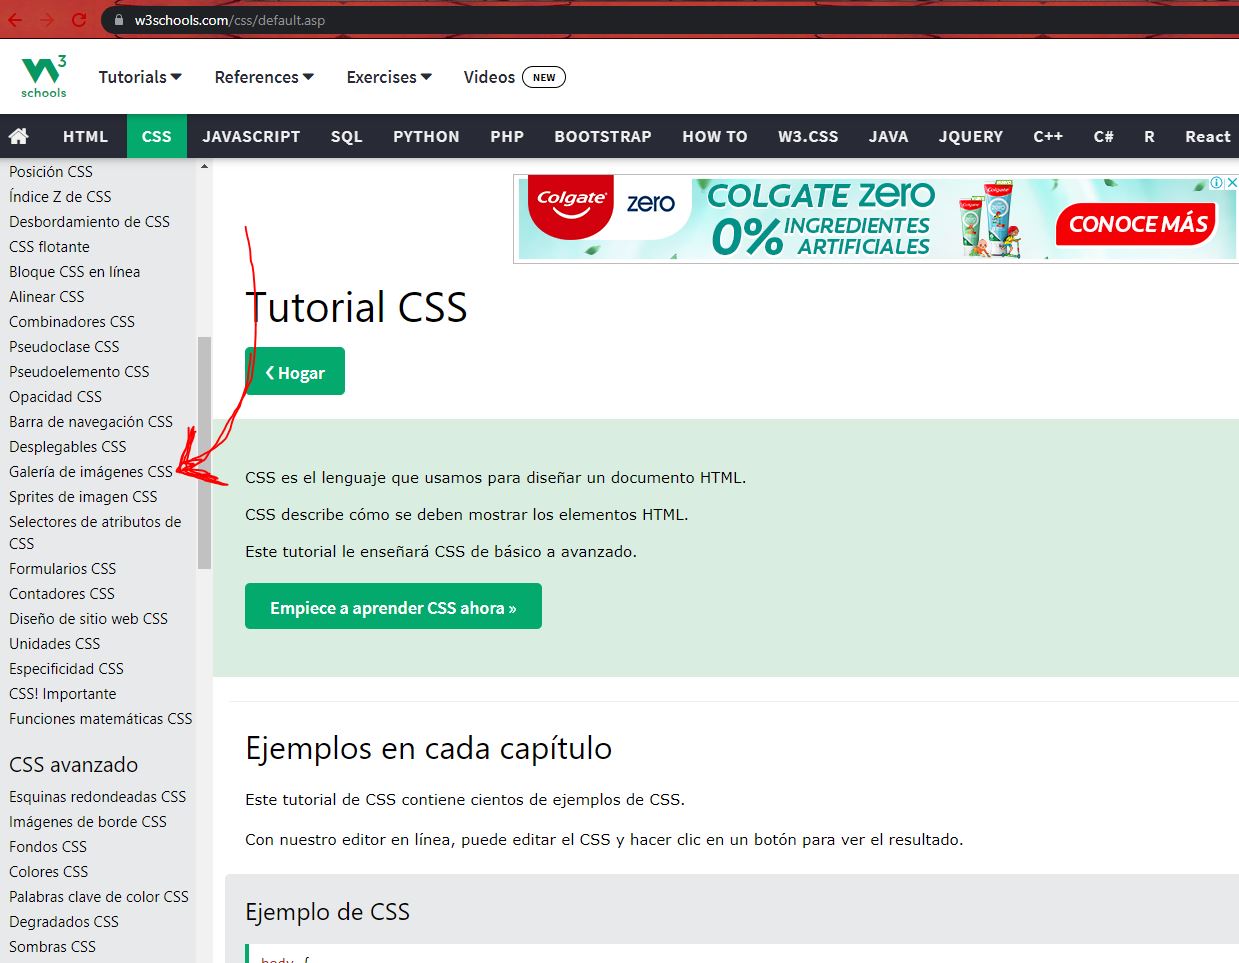 w3schools.com/css/default.asp
W3
schools
Tutorials
References
Exercises
Videos
NEW
HTML
CSS
JAVASCRIPT
SQL
PYTHON
PHP
BOOTSTRAP
HOW TO
W3.CSS
JAVA
JQUERY
C++
C#
R
React
Posición CSS
Índice Z de CSS
Desbordamiento de CSS
CSS flotante
Bloque CSS en línea
Alinear CSS
Combinadores CSS
Pseudoclase CSS
Pseudoelemento CSS
Opacidad CSS
Barra de navegación CSS
Desplegables CSS
Galería de imágenes CSS
Sprites de imagen CSS
Selectores de atributos de
CSS
Formularios CSS
Contadores CSS
Diseño de sitio web CSS
Unidades CSS
Especificidad CSS
CSS! Importante
Funciones matemáticas CSS
CSS avanzado
Esquinas redondeadas CSS
Imágenes de borde CSS
Fondos CSS
Colores CSS
Palabras clave de color CSS
Degradados CSS
Sombras CSS
Colgate
zero
COLGATE zero
0% INGREDIENTES
ARTIFICIALES
CONOCE MÁS
Tutorial CSS
❮ Hogar
CSS es el lenguaje que usamos para diseñar un documento HTML.
CSS describe cómo se deben mostrar los elementos HTML.
Este tutorial le enseñará CSS de básico a avanzado.
Empiece a aprender CSS ahora »
Ejemplos en cada capítulo
Este tutorial de CSS contiene cientos de ejemplos de CSS.
Con nuestro editor en línea, puede editar el CSS y hacer clic en un botón para ver el resultado.
Ejemplo de CSS
body {